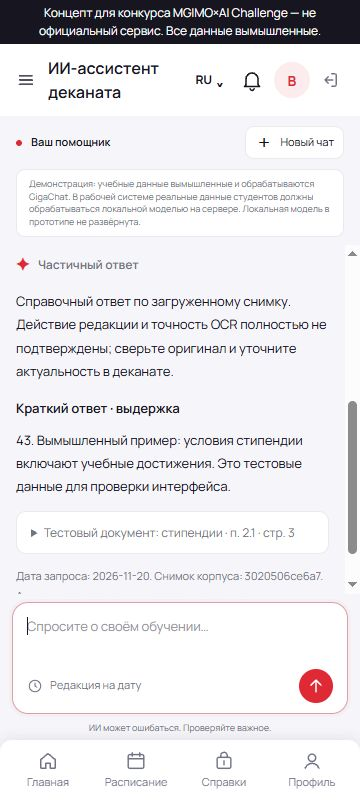 Концепт для конкурса MGIMO×AI Challenge — не
официальный сервис. Все данные вымышленные.
ИИ-ассистент
деканата
RU
B
Ваш помощник
+ Новый чат
Демонстрация: учебные данные вымышленные и обрабатываются
GigaChat. В рабочей системе реальные данные студентов должны
обрабатываться локальной моделью на сервере. Локальная модель в
прототипе не развёрнута.
Частичный ответ
Справочный ответ по загруженному снимку.
Действие редакции и точность OCR полностью не
подтверждены; сверьте оригинал и уточните
актуальность в деканате.
Краткий ответ · выдержка
43. Вымышленный пример: условия стипендии
включают учебные достижения. Это тестовые
данные для проверки интерфейса.
Тестовый документ: стипендии · п. 2.1 · стр. 3
Дата запроса: 2026-11-20. Снимок корпуса: 3020506ce6a7.
Спросите о своём обучении...
Редакция на дату
ИИ может ошибаться. Проверяйте важное.
Главная
Расписание
Справки
Профиль